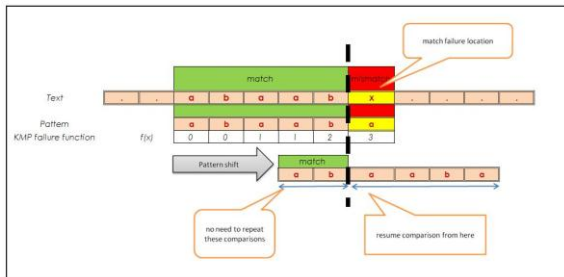 match failure location
match
mismatch
Text . . a b a a b x . . . .
Pattern a b a a b a
KMP failure function f(x) 0 0 1 1 2 3
Pattern shift
match
a b a a b a
no need to repeat
these comparisons
resume comparison from here